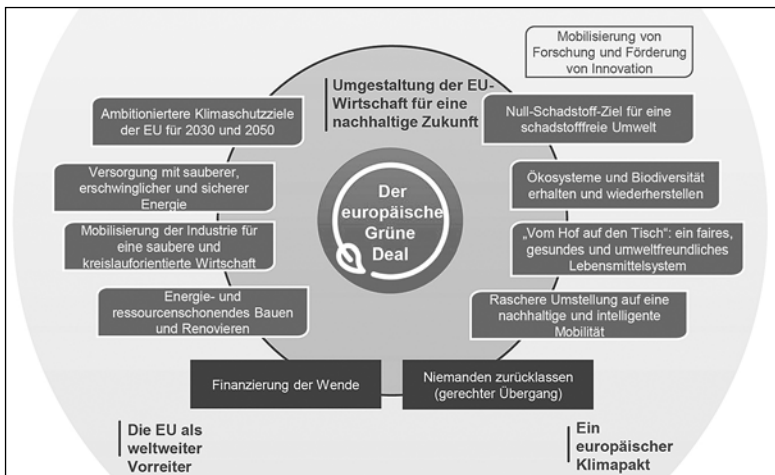 Mobilisierung von
Forschung und Förderung
von Innovation
Umgestaltung der EU-
Wirtschaft für eine
nachhaltige Zukunft
Ambitioniertere Klimaschutzziele
der EU für 2030 und 2050
Null-Schadstoff-Ziel für eine
schadstofffreie Umwelt
Versorgung mit sauberer,
erschwinglicher und sicherer
Energie
Ökosysteme und Biodiversität
erhalten und wiederherstellen
Der
europäische
Grüne
Deal
Mobilisierung der Industrie für
eine saubere und
kreislauforientierte Wirtschaft
„Vom Hof auf den Tisch“: ein faires,
gesundes und umweltfreundliches
Lebensmittelsystem
Energie- und
ressourcenschonendes Bauen
und Renovieren
Raschere Umstellung auf eine
nachhaltige und intelligente
Mobilität
Finanzierung der Wende
Niemanden zurücklassen
(gerechter Übergang)
Die EU als
weltweiter
Vorreiter
Ein
europäischer
Klimapakt